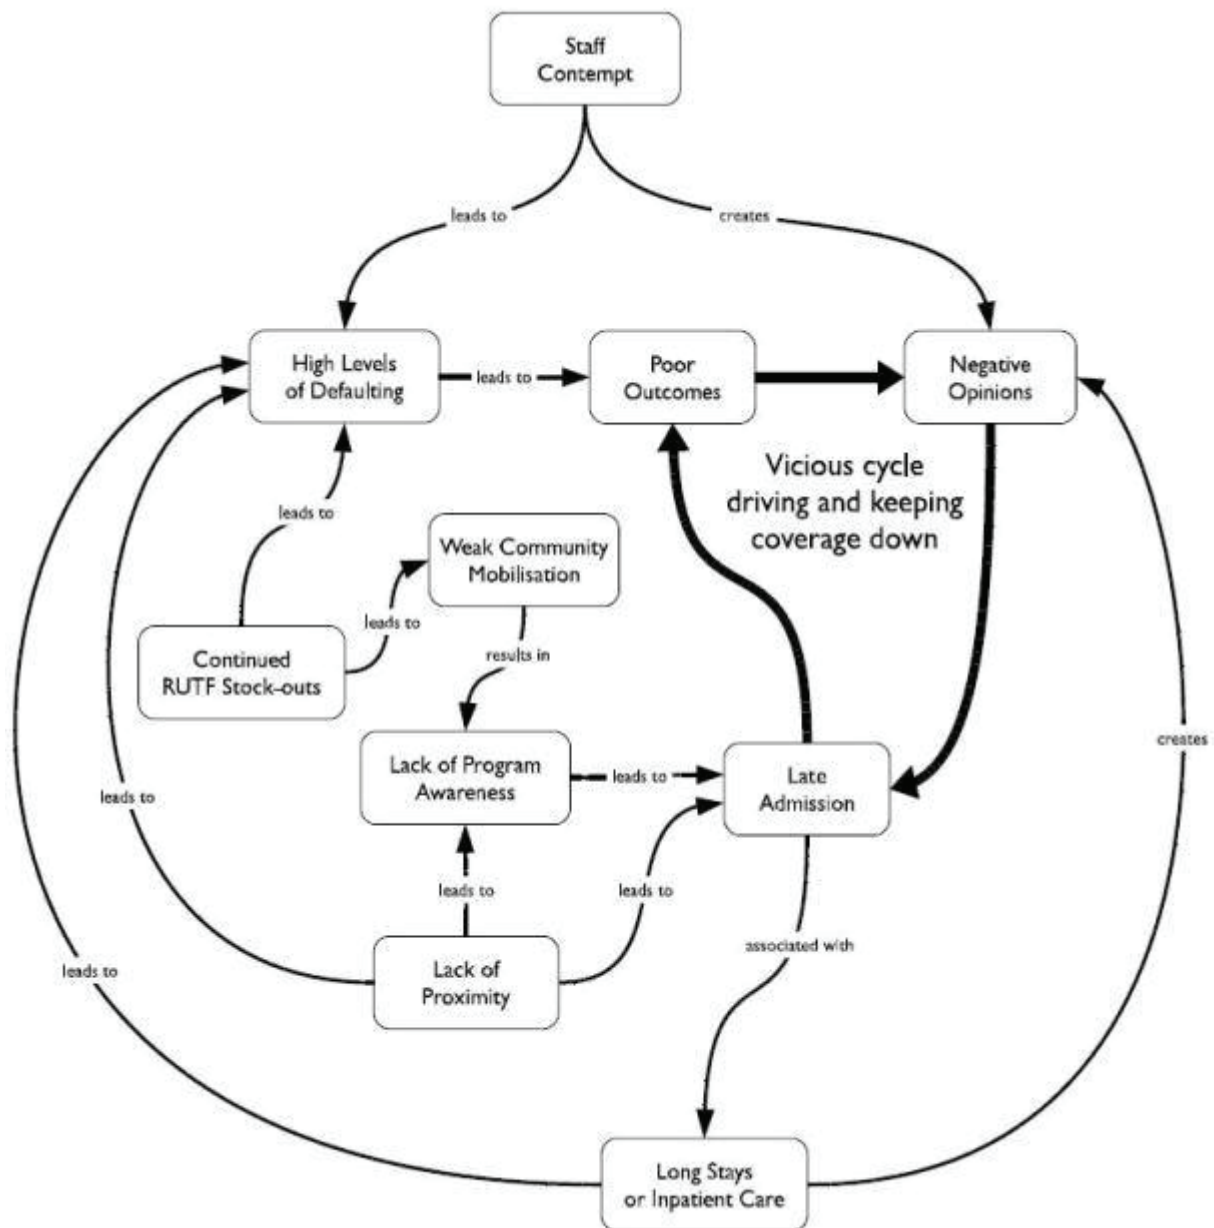 Staff
Contempt
leads to
creates
High Levels
of Defaulting
leads to
Poor
Outcomes
Negative
Opinions
Vicious cycle
driving and keeping
coverage down
leads to
Weak Community
Mobilisation
leads to
Continued
RUTF Stock-outs
results in
Lack of Program
Awareness
leads to
Late
Admission
creates
leads to
leads to
leads to
associated with
Lack of
Proximity
leads to
Long Stays
or Inpatient Care